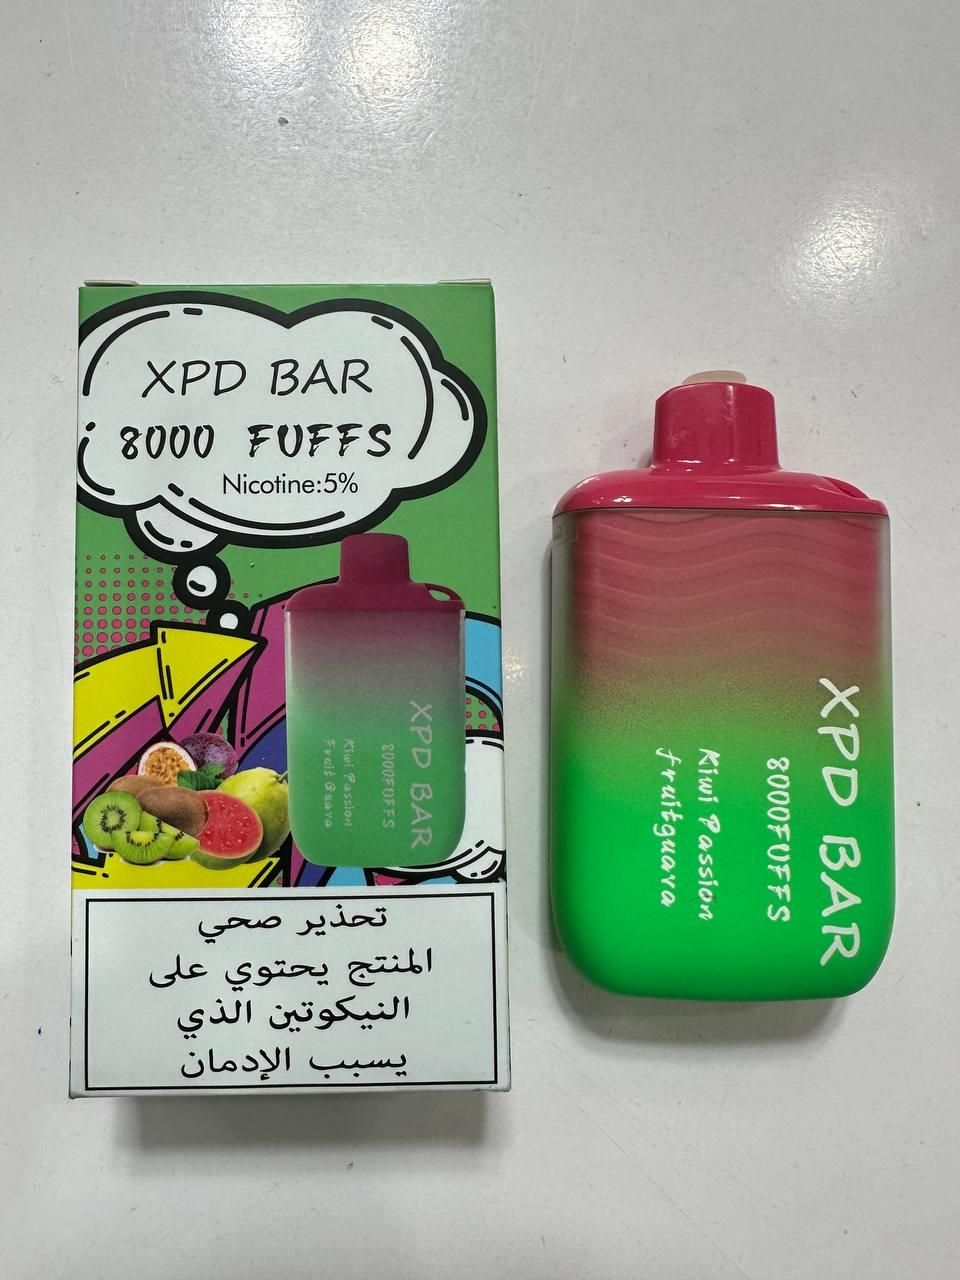 XPD BAR
8000 FUFFS
Nicotine:5%
XPD BAR
8000FUFFS
Kiwi Passion
Fruit Guava
تحذير صحي
المنتج يحتوي على
النيكوتين الذي
يسبب الإدمان
XPD BAR
8000FUFFS
Kiwi Passion
fruitguava